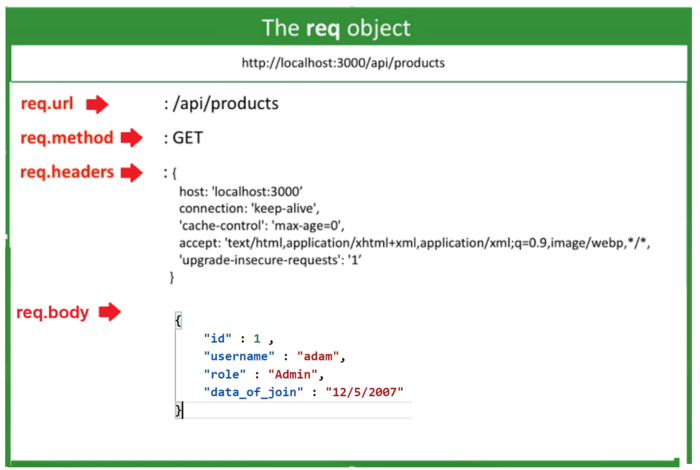 The req object
http://localhost:3000/api/products
req.url : /api/products
req.method : GET
req.headers : {
host: 'localhost:3000’
connection: 'keep-alive',
'cache-control': 'max-age=0',
accept: 'text/html,application/xhtml+xml,application/xml;q=0.9,image/webp,*/*,
'upgrade-insecure-requests': '1’
}
req.body
{
"id" : 1 ,
"username" : "adam",
"role" : "Admin",
"data_of_join" : "12/5/2007"
}